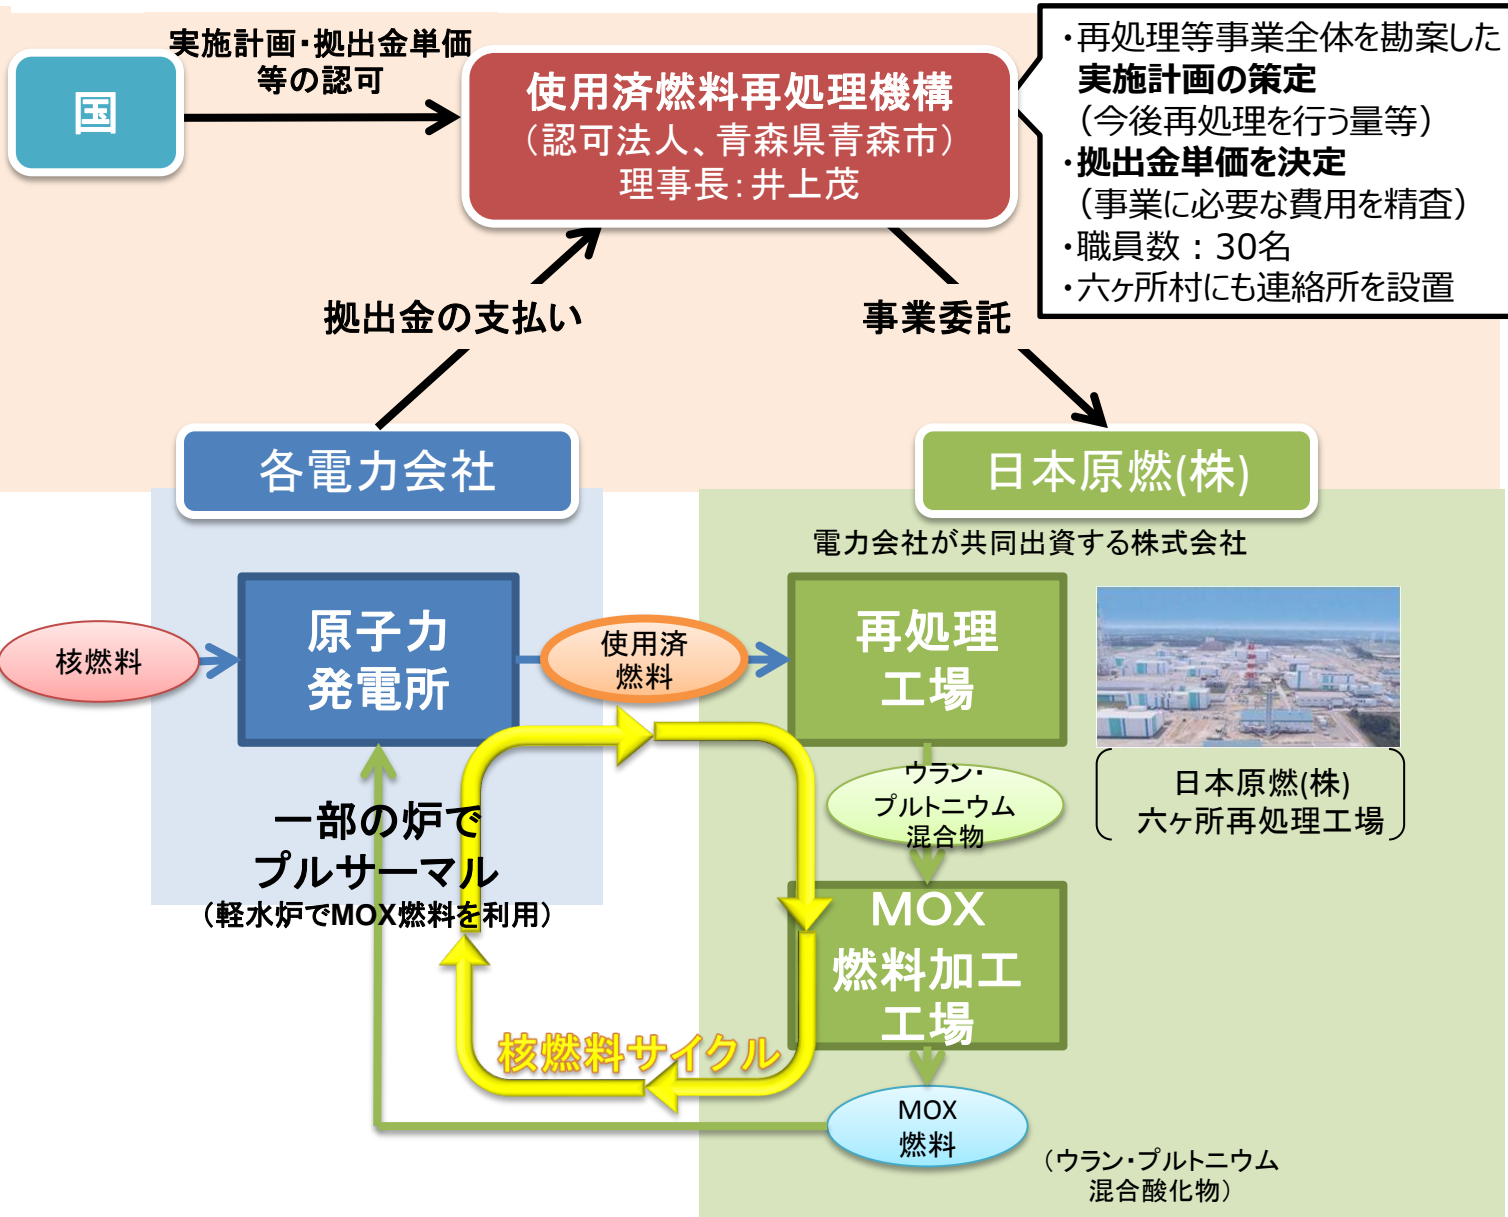 国
実施計画・拠出金単価
等の認可
使用済燃料再処理機構
（認可法人、青森県青森市）
理事長：井上茂
・再処理等事業全体を勘案した
実施計画の策定
（今後再処理を行う量等）
・拠出金単価を決定
（事業に必要な費用を精査）
・職員数：30名
・六ヶ所村にも連絡所を設置
拠出金の支払い
事業委託
各電力会社
日本原燃(株)
電力会社が共同出資する株式会社
核燃料
原子力
発電所
使用済
燃料
再処理
工場
ウラン・
プルトニウム
混合物
日本原燃(株)
六ヶ所再処理工場
一部の炉で
プルサーマル
（軽水炉でMOX燃料を利用）
MOX
燃料加工
工場
核燃料サイクル
MOX
燃料
（ウラン・プルトニウム
混合酸化物）